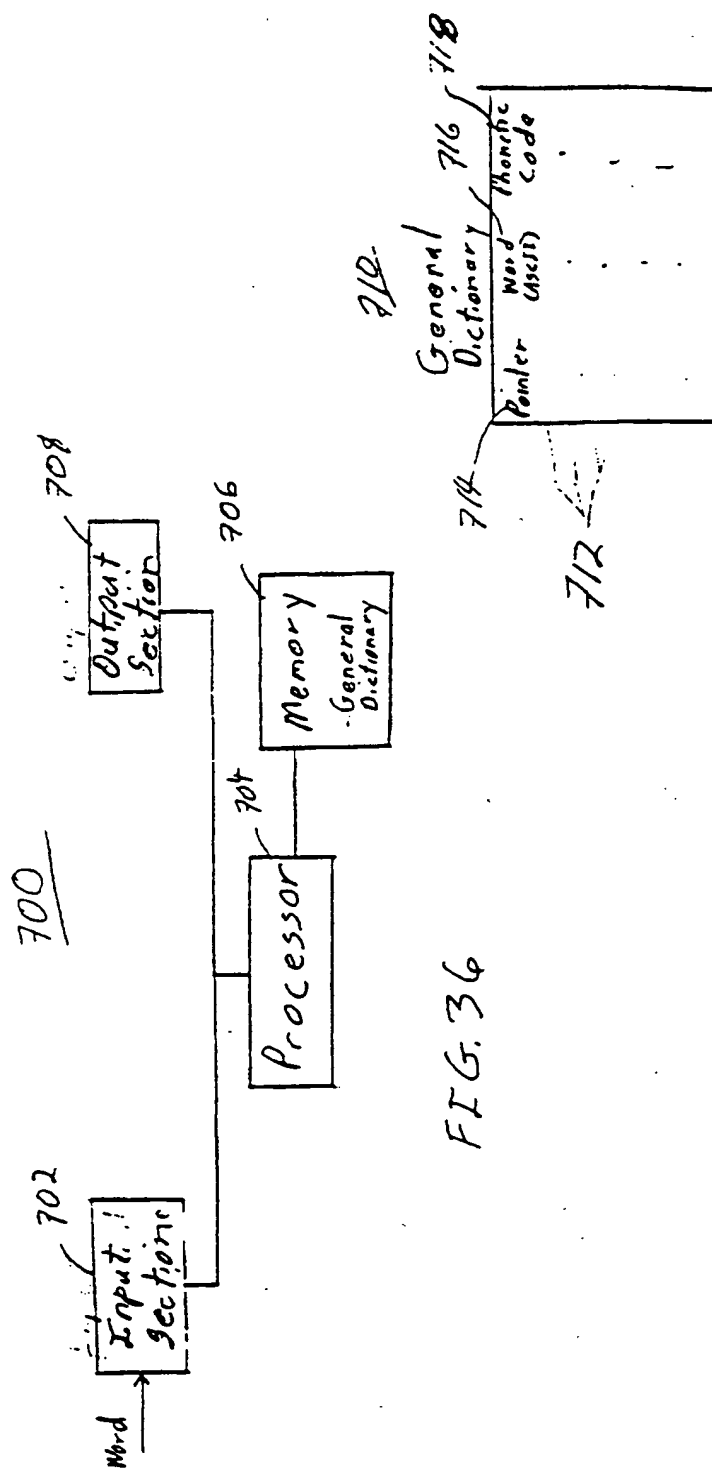 700
Word
702
Input
Section
708
Output
Section
704
Processor
706
Memory
- General
Dictionary
710
General
Dictionary
714
716
718
Pointer
Word
(ASCII)
Phonetic
Code
712
FIG. 36